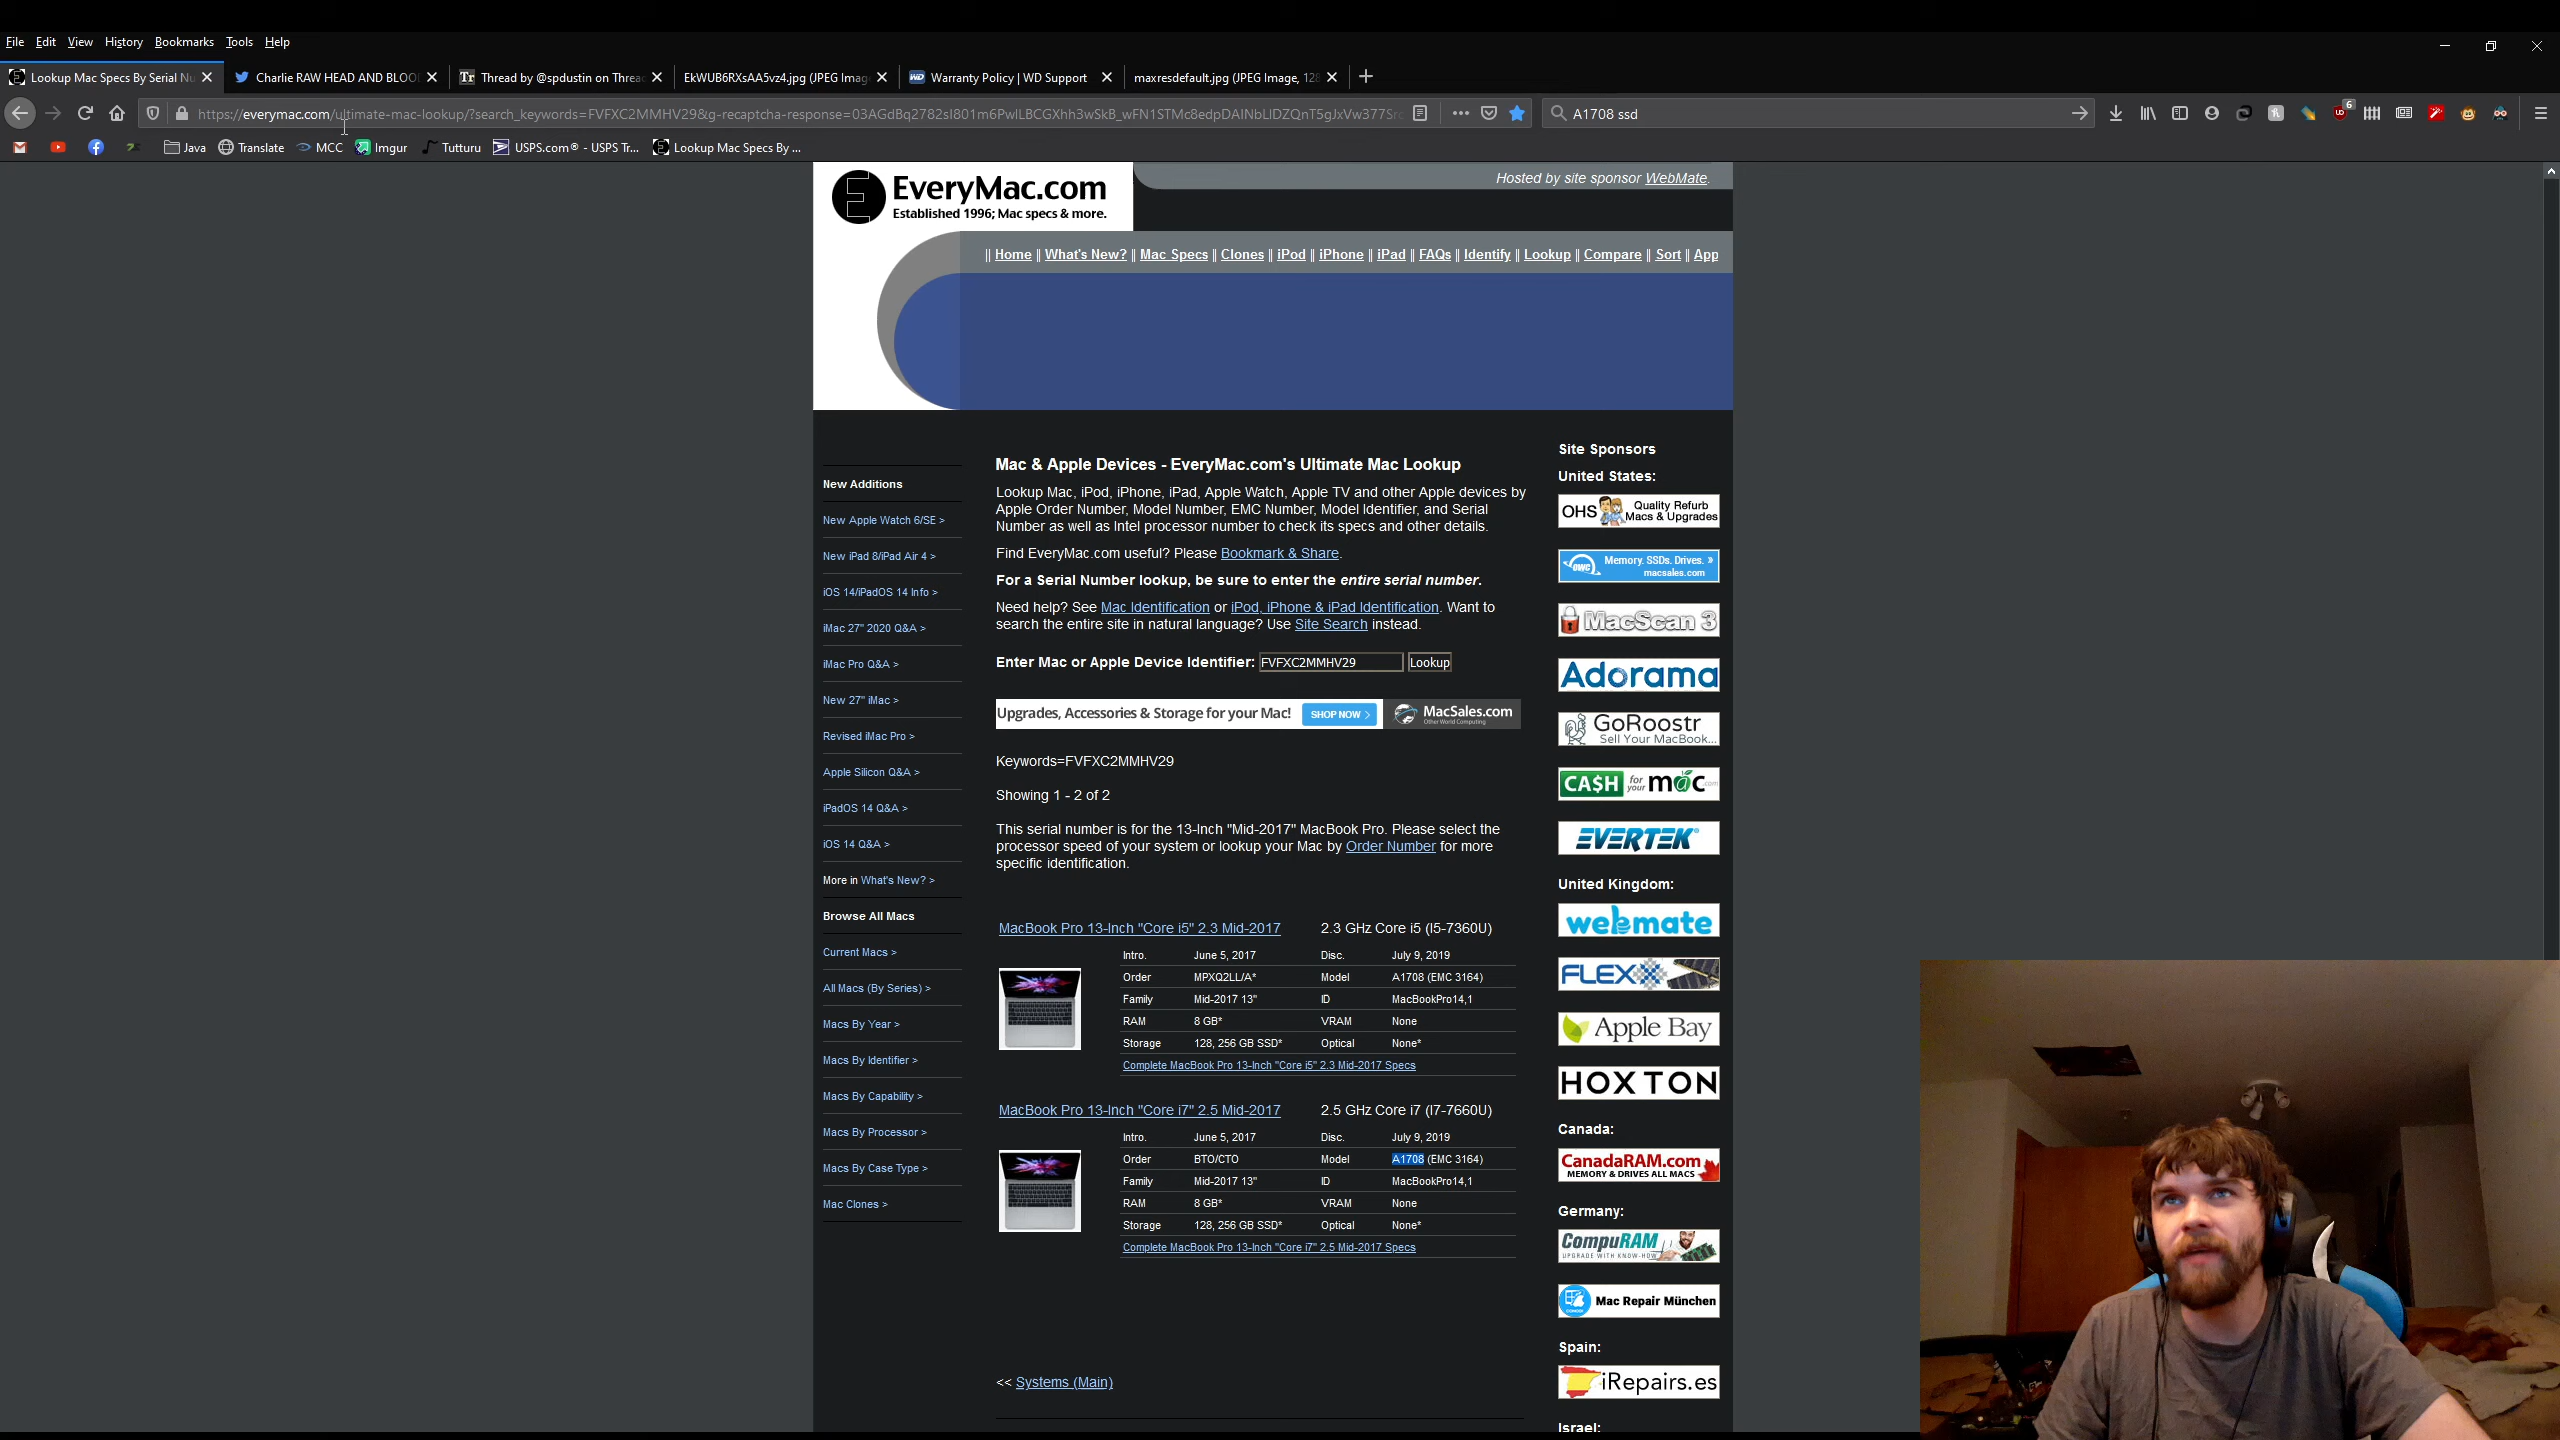 File Edit View History Bookmarks Tools Help
Lookup Mac Specs By Serial Nu
Charlie RAW HEAD AND BLOO
Thread by @spdustin on Threa
EkWUB6RXsAA5vz4.jpg (JPEG Imag
Warranty Policy | WD Support
maxresdefault.jpg (JPEG Image, 128
https://everymac.com/ultimate-mac-lookup/?search_keywords=FVFXC2MMHV29&g-recaptcha-response=
A1708 ssd
6
Java Translate MCC Imgur Tutturu USPS.com® - USPS Tr... Lookup Mac Specs By ...
EveryMac.com
Established 1996; Mac specs & more.
Hosted by site sponsor WebMate.
|| Home || What's New? || Mac Specs || Clones || iPod || iPhone || iPad || FAQs || Identify || Lookup || Compare || Sort || App
New Additions
New Apple Watch 6/SE >
New iPad 8/iPad Air 4 >
iOS 14/iPadOS 14 Info >
iMac 27" 2020 Q&A >
iMac Pro Q&A >
New 27" iMac >
Revised iMac Pro >
Apple Silicon Q&A >
iPadOS 14 Q&A >
iOS 14 Q&A >
More in What's New? >
Browse All Macs
Current Macs >
All Macs (By Series) >
Macs By Year >
Macs By Identifier >
Macs By Capability >
Macs By Processor >
Macs By Case Type >
Mac Clones >
Mac & Apple Devices - EveryMac.com's Ultimate Mac Lookup
Lookup Mac, iPod, iPhone, iPad, Apple Watch, Apple TV and other Apple devices by
Apple Order Number, Model Number, EMC Number, Model Identifier, and Serial
Number as well as Intel processor number to check its specs and other details.
Find EveryMac.com useful? Please Bookmark & Share.
For a Serial Number lookup, be sure to enter the entire serial number.
Need help? See Mac Identification or iPod, iPhone & iPad Identification. Want to
search the entire site in natural language? Use Site Search instead.
Enter Mac or Apple Device Identifier: FVFXC2MMHV29 Lookup
Upgrades, Accessories & Storage for your Mac! SHOP NOW > MacSales.com
Other World Computing
Keywords=FVFXC2MMHV29
Showing 1 - 2 of 2
This serial number is for the 13-Inch "Mid-2017" MacBook Pro. Please select the
processor speed of your system or lookup your Mac by Order Number for more
specific identification.
MacBook Pro 13-Inch "Core i5" 2.3 Mid-2017 2.3 GHz Core i5 (I5-7360U)
Intro. June 5, 2017 Disc. July 9, 2019
Order MPXQ2LL/A* Model A1708 (EMC 3164)
Family Mid-2017 13" ID MacBookPro14,1
RAM 8 GB* VRAM None
Storage 128, 256 GB SSD* Optical None*
Complete MacBook Pro 13-Inch "Core i5" 2.3 Mid-2017 Specs
MacBook Pro 13-Inch "Core i7" 2.5 Mid-2017 2.5 GHz Core i7 (I7-7660U)
Intro. June 5, 2017 Disc. July 9, 2019
Order BTO/CTO Model A1708 (EMC 3164)
Family Mid-2017 13" ID MacBookPro14,1
RAM 8 GB* VRAM None
Storage 128, 256 GB SSD* Optical None*
Complete MacBook Pro 13-Inch "Core i7" 2.5 Mid-2017 Specs
<< Systems (Main)
Site Sponsors
United States:
OHS Quality Refurb
Macs & Upgrades
OWC Memory. SSDs. Drives. »
macsales.com
MacScan 3
Adorama
GoRoostr
Sell Your MacBook...
CA$H for your mac
EVERTEK
United Kingdom:
webmate
FLEX
Apple Bay
HOXTON
Canada:
CanadaRAM.com
MEMORY & DRIVES ALL MACS
Germany:
CompuRAM
UPGRADE WITH KNOW-HOW
Mac Repair München
Spain:
iRepairs.es
Israel: